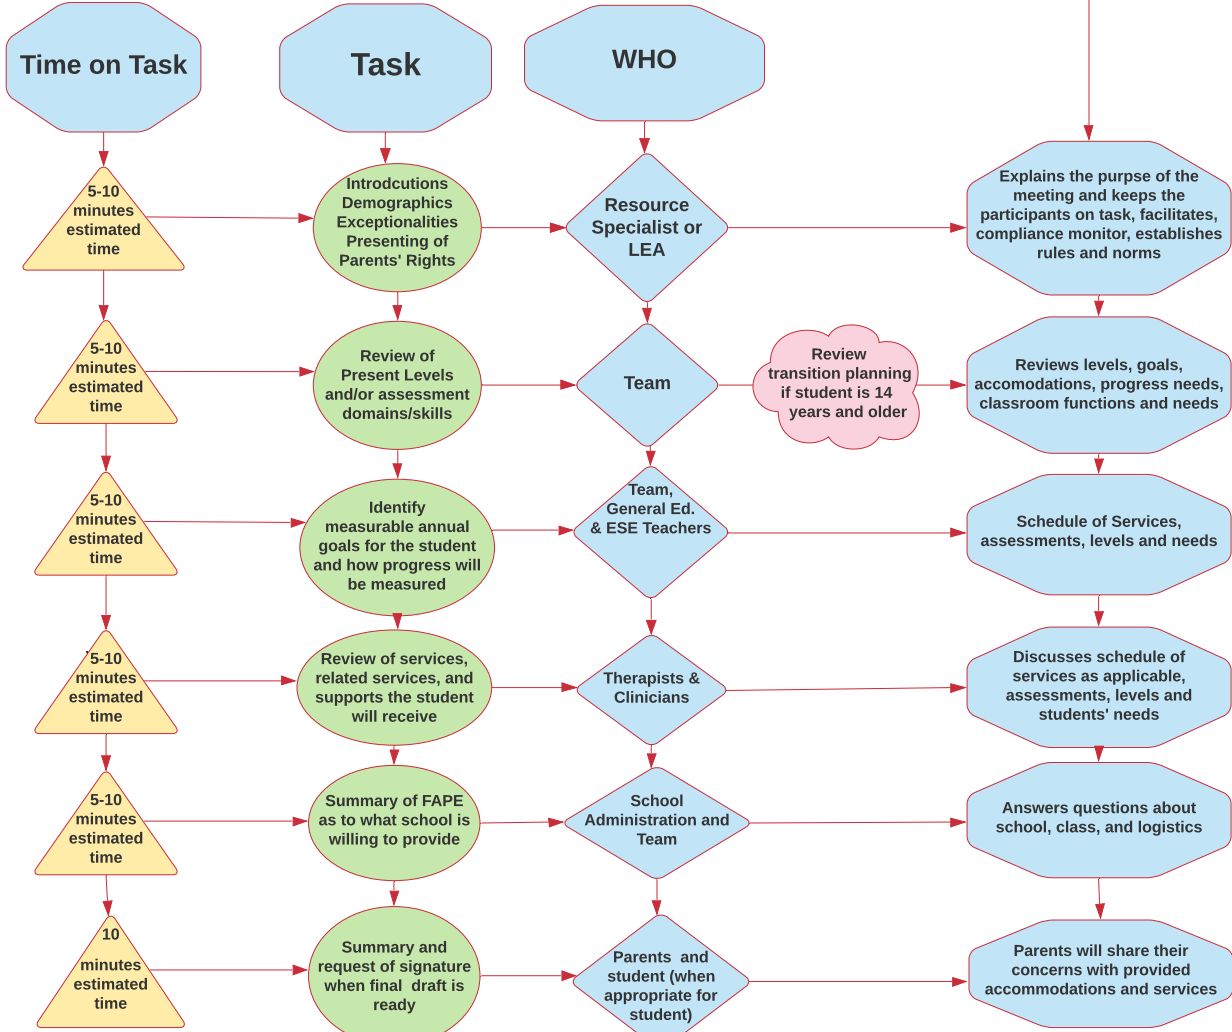 Time on Task
Task
WHO
5-10
minutes
estimated
time
Introdcutions
Demographics
Exceptionalities
Presenting of
Parents' Rights
Resource
Specialist or
LEA
Explains the purpse of the
meeting and keeps the
participants on task, facilitates,
compliance monitor, establishes
rules and norms
5-10
minutes
estimated
time
Review of
Present Levels
and/or assessment
domains/skills
Team
Review
transition planning
if student is 14
years and older
Reviews levels, goals,
accomodations, progress needs,
classroom functions and needs
5-10
minutes
estimated
time
Identify
measurable annual
goals for the student
and how progress will
be measured
Team,
General Ed.
& ESE Teachers
Schedule of Services,
assessments, levels and needs
5-10
minutes
estimated
time
Review of services,
related services, and
supports the student
will receive
Therapists &
Clinicians
Discusses schedule of
services as applicable,
assessments, levels and
students' needs
5-10
minutes
estimated
time
Summary of FAPE
as to what school is
willing to provide
School
Administration and
Team
Answers questions about
school, class, and logistics
10
minutes
estimated
time
Summary and
request of signature
when final draft is
ready
Parents and
student (when
appropriate for
student)
Parents will share their
concerns with provided
accommodations and services